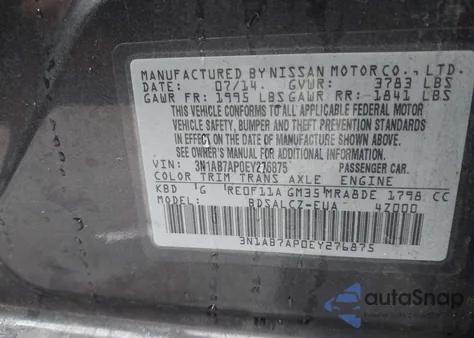 MANUFACTURED BY NISSAN MOTOR CO., LTD.
DATE: 07/14 GVWR: 3783 LBS
GAWR FR: 1995 LBS GAWR RR: 1841 LBS
THIS VEHICLE CONFORMS TO ALL APPLICABLE FEDERAL MOTOR
VEHICLE SAFETY, BUMPER AND THEFT PREVENTION STANDARDS
IN EFFECT ON THE DATE OF MANUFACTURE SHOWN ABOVE.
SEE OWNER'S MANUAL FOR ADDITIONAL INFORMATION.
VIN: 3N1AB7AP0EY276875 PASSENGER CAR.
COLOR TRIM TRANS AXLE ENGINE
KBD G RE0F11A GM35 MRA8DE 1798 CC
MODEL: BDSALCZ-EUA 4Z000
3N1AB7AP0EY276875
autoSnap
Powered by